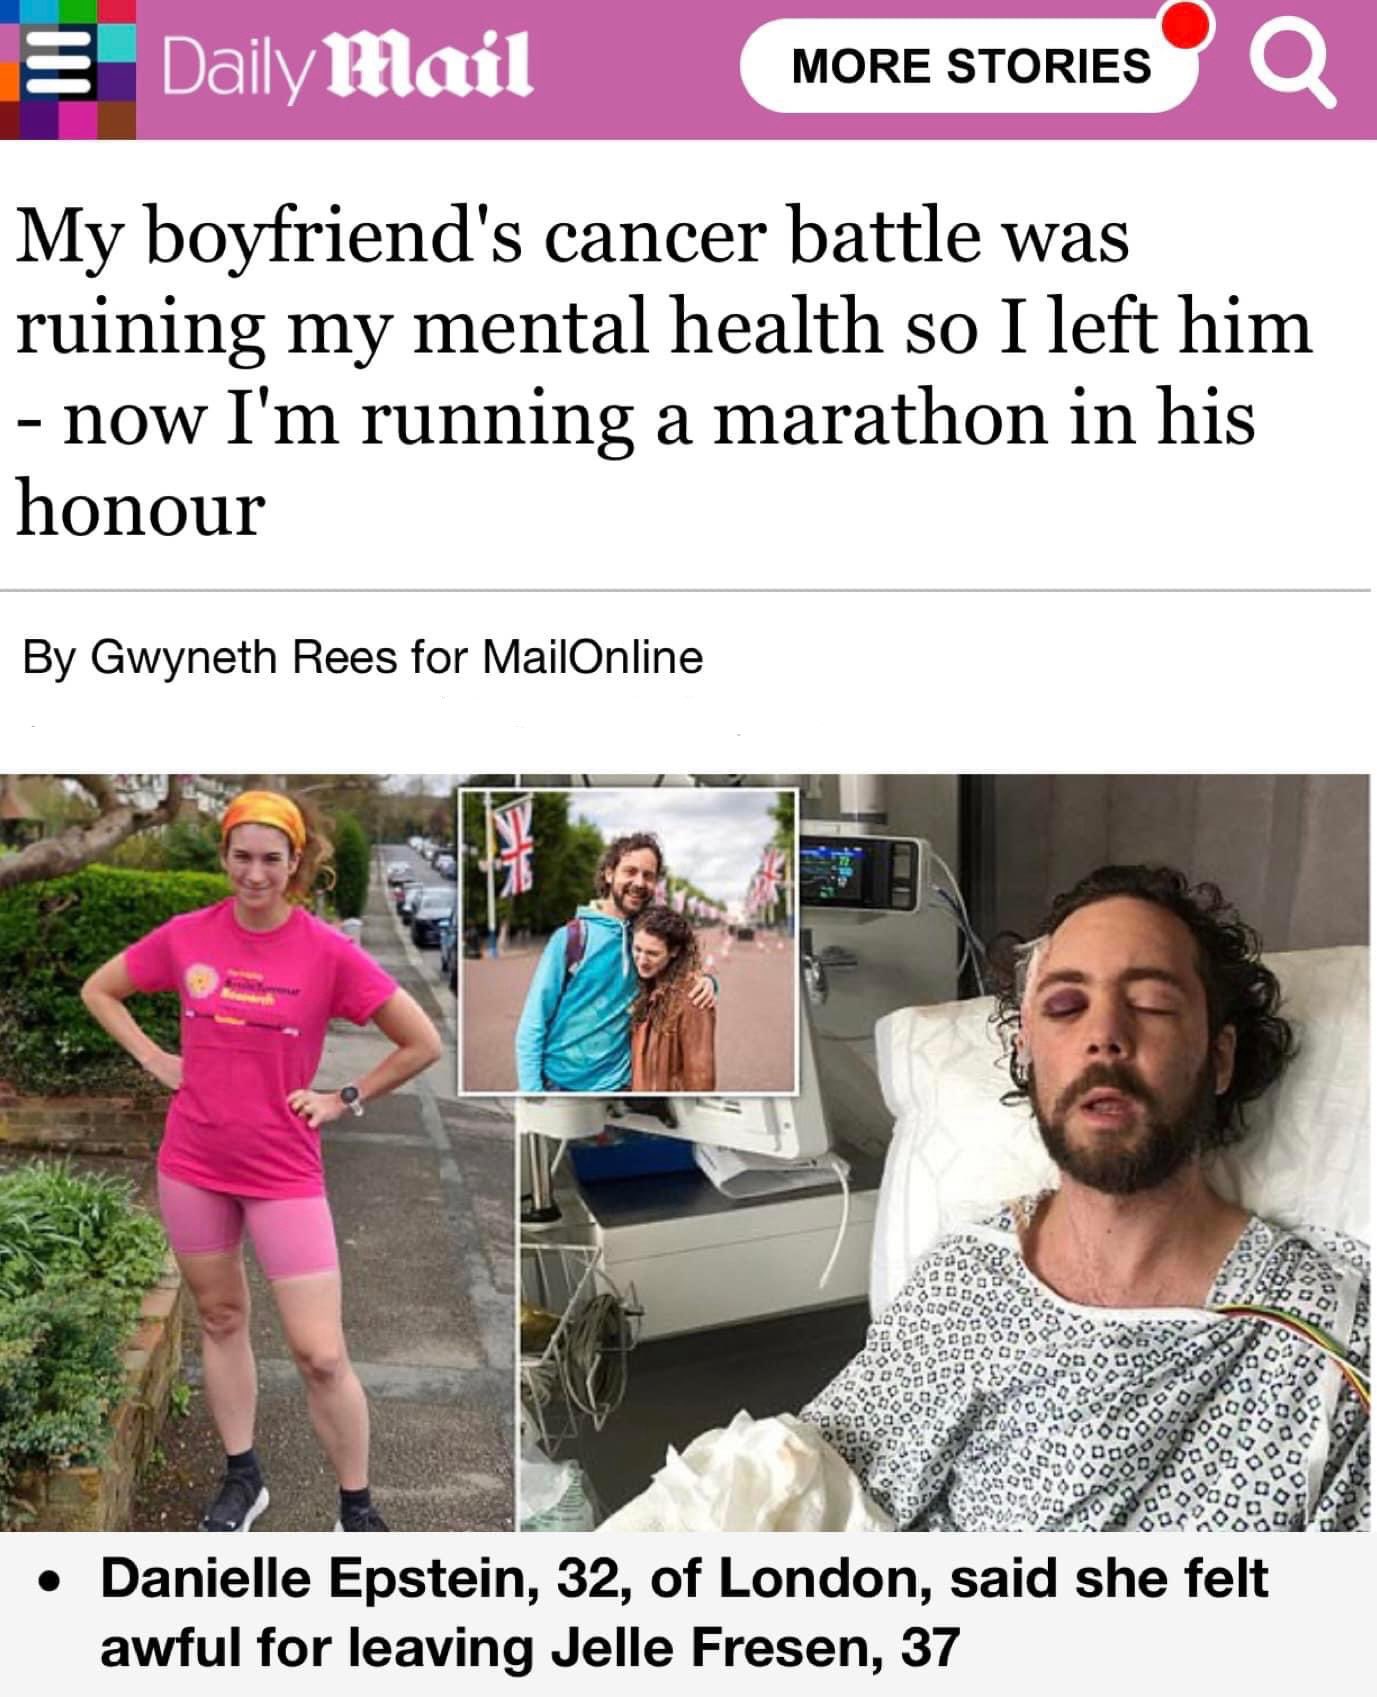 Daily Mail
MORE STORIES
My boyfriend's cancer battle was
ruining my mental health so I left him
- now I'm running a marathon in his
honour
By Gwyneth Rees for MailOnline
Research
• Danielle Epstein, 32, of London, said she felt
awful for leaving Jelle Fresen, 37